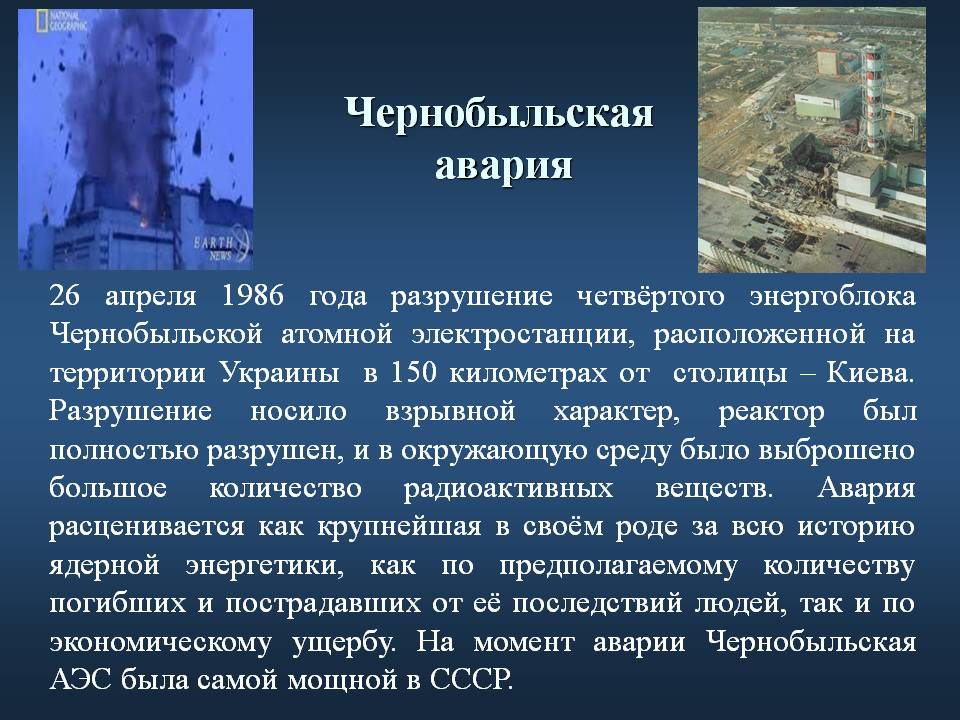 NATIONAL
GEOGRAPHIC
EARTH
NEWS
Чернобыльская
авария
26 апреля 1986 года разрушение четвёртого энергоблока
Чернобыльской атомной электростанции, расположенной на
территории Украины в 150 километрах от столицы – Киева.
Разрушение носило взрывной характер, реактор был
полностью разрушен, и в окружающую среду было выброшено
большое количество радиоактивных веществ. Авария
расценивается как крупнейшая в своём роде за всю историю
ядерной энергетики, как по предполагаемому количеству
погибших и пострадавших от её последствий людей, так и по
экономическому ущербу. На момент аварии Чернобыльская
АЭС была самой мощной в СССР.